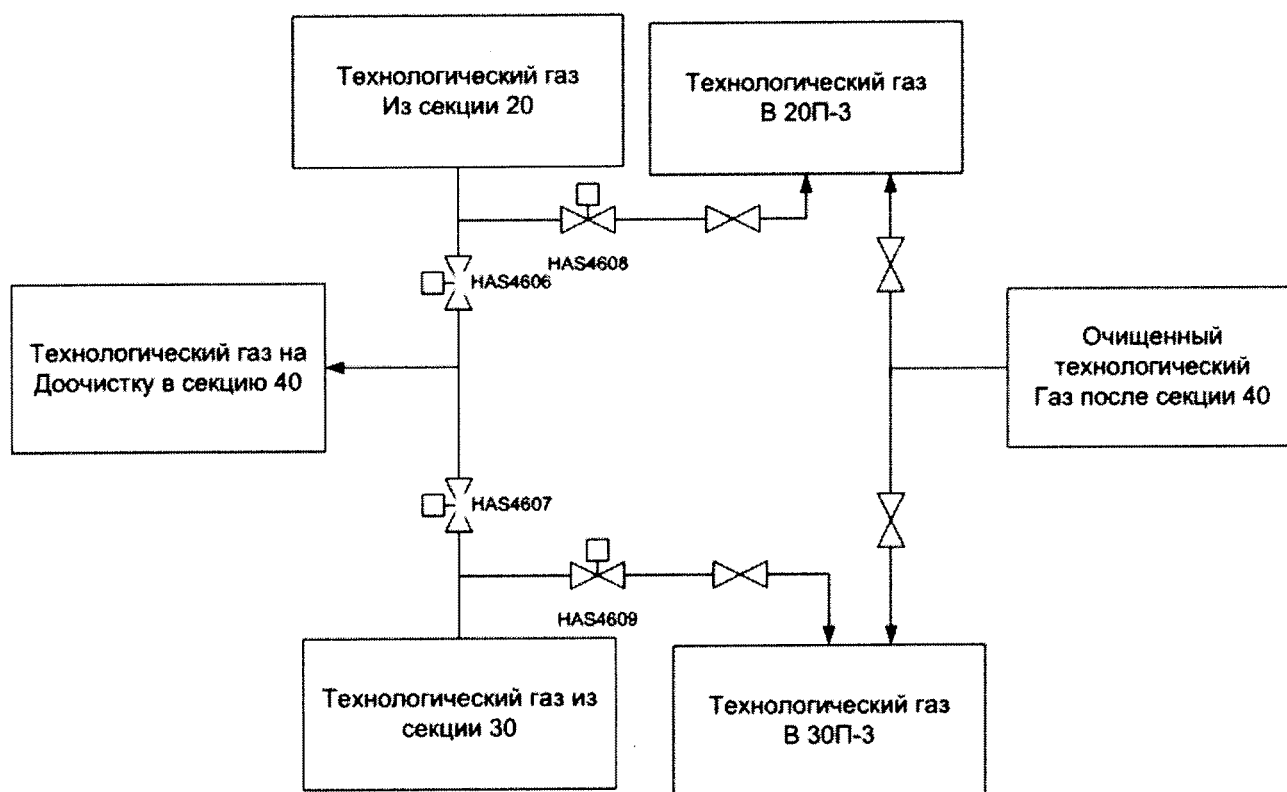 Технологический газ
Из секции 20
Технологический газ
В 20П-3
HAS4608
HAS4606
Технологический газ на
Доочистку в секцию 40
Очищенный
технологический
Газ после секции 40
HAS4607
HAS4609
Технологический газ из
секции 30
Технологический газ
В 30П-3